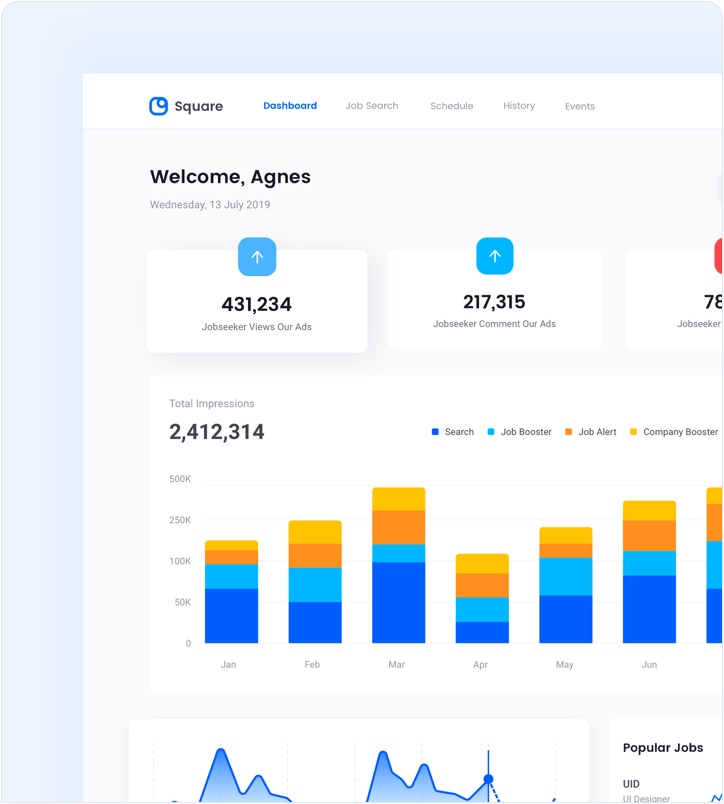 Square
Dashboard
Job Search
Schedule
History
Events
Welcome, Agnes
Wednesday, 13 July 2019
431,234
Jobseeker Views Our Ads
217,315
Jobseeker Comment Our Ads
78
Jobseeker
Total Impressions
2,412,314
Search
Job Booster
Job Alert
Company Booster
500K
250K
100K
50K
0
Jan
Feb
Mar
Apr
May
Jun
Popular Jobs
UID
UI Designer